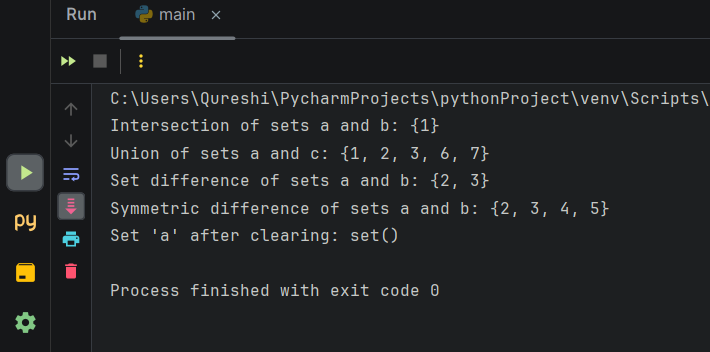 Run main
C:\Users\Qureshi\PycharmProjects\pythonProject\venv\Scripts\
Intersection of sets a and b: {1}
Union of sets a and c: {1, 2, 3, 6, 7}
Set difference of sets a and b: {2, 3}
Symmetric difference of sets a and b: {2, 3, 4, 5}
Set 'a' after clearing: set()
Process finished with exit code 0
py